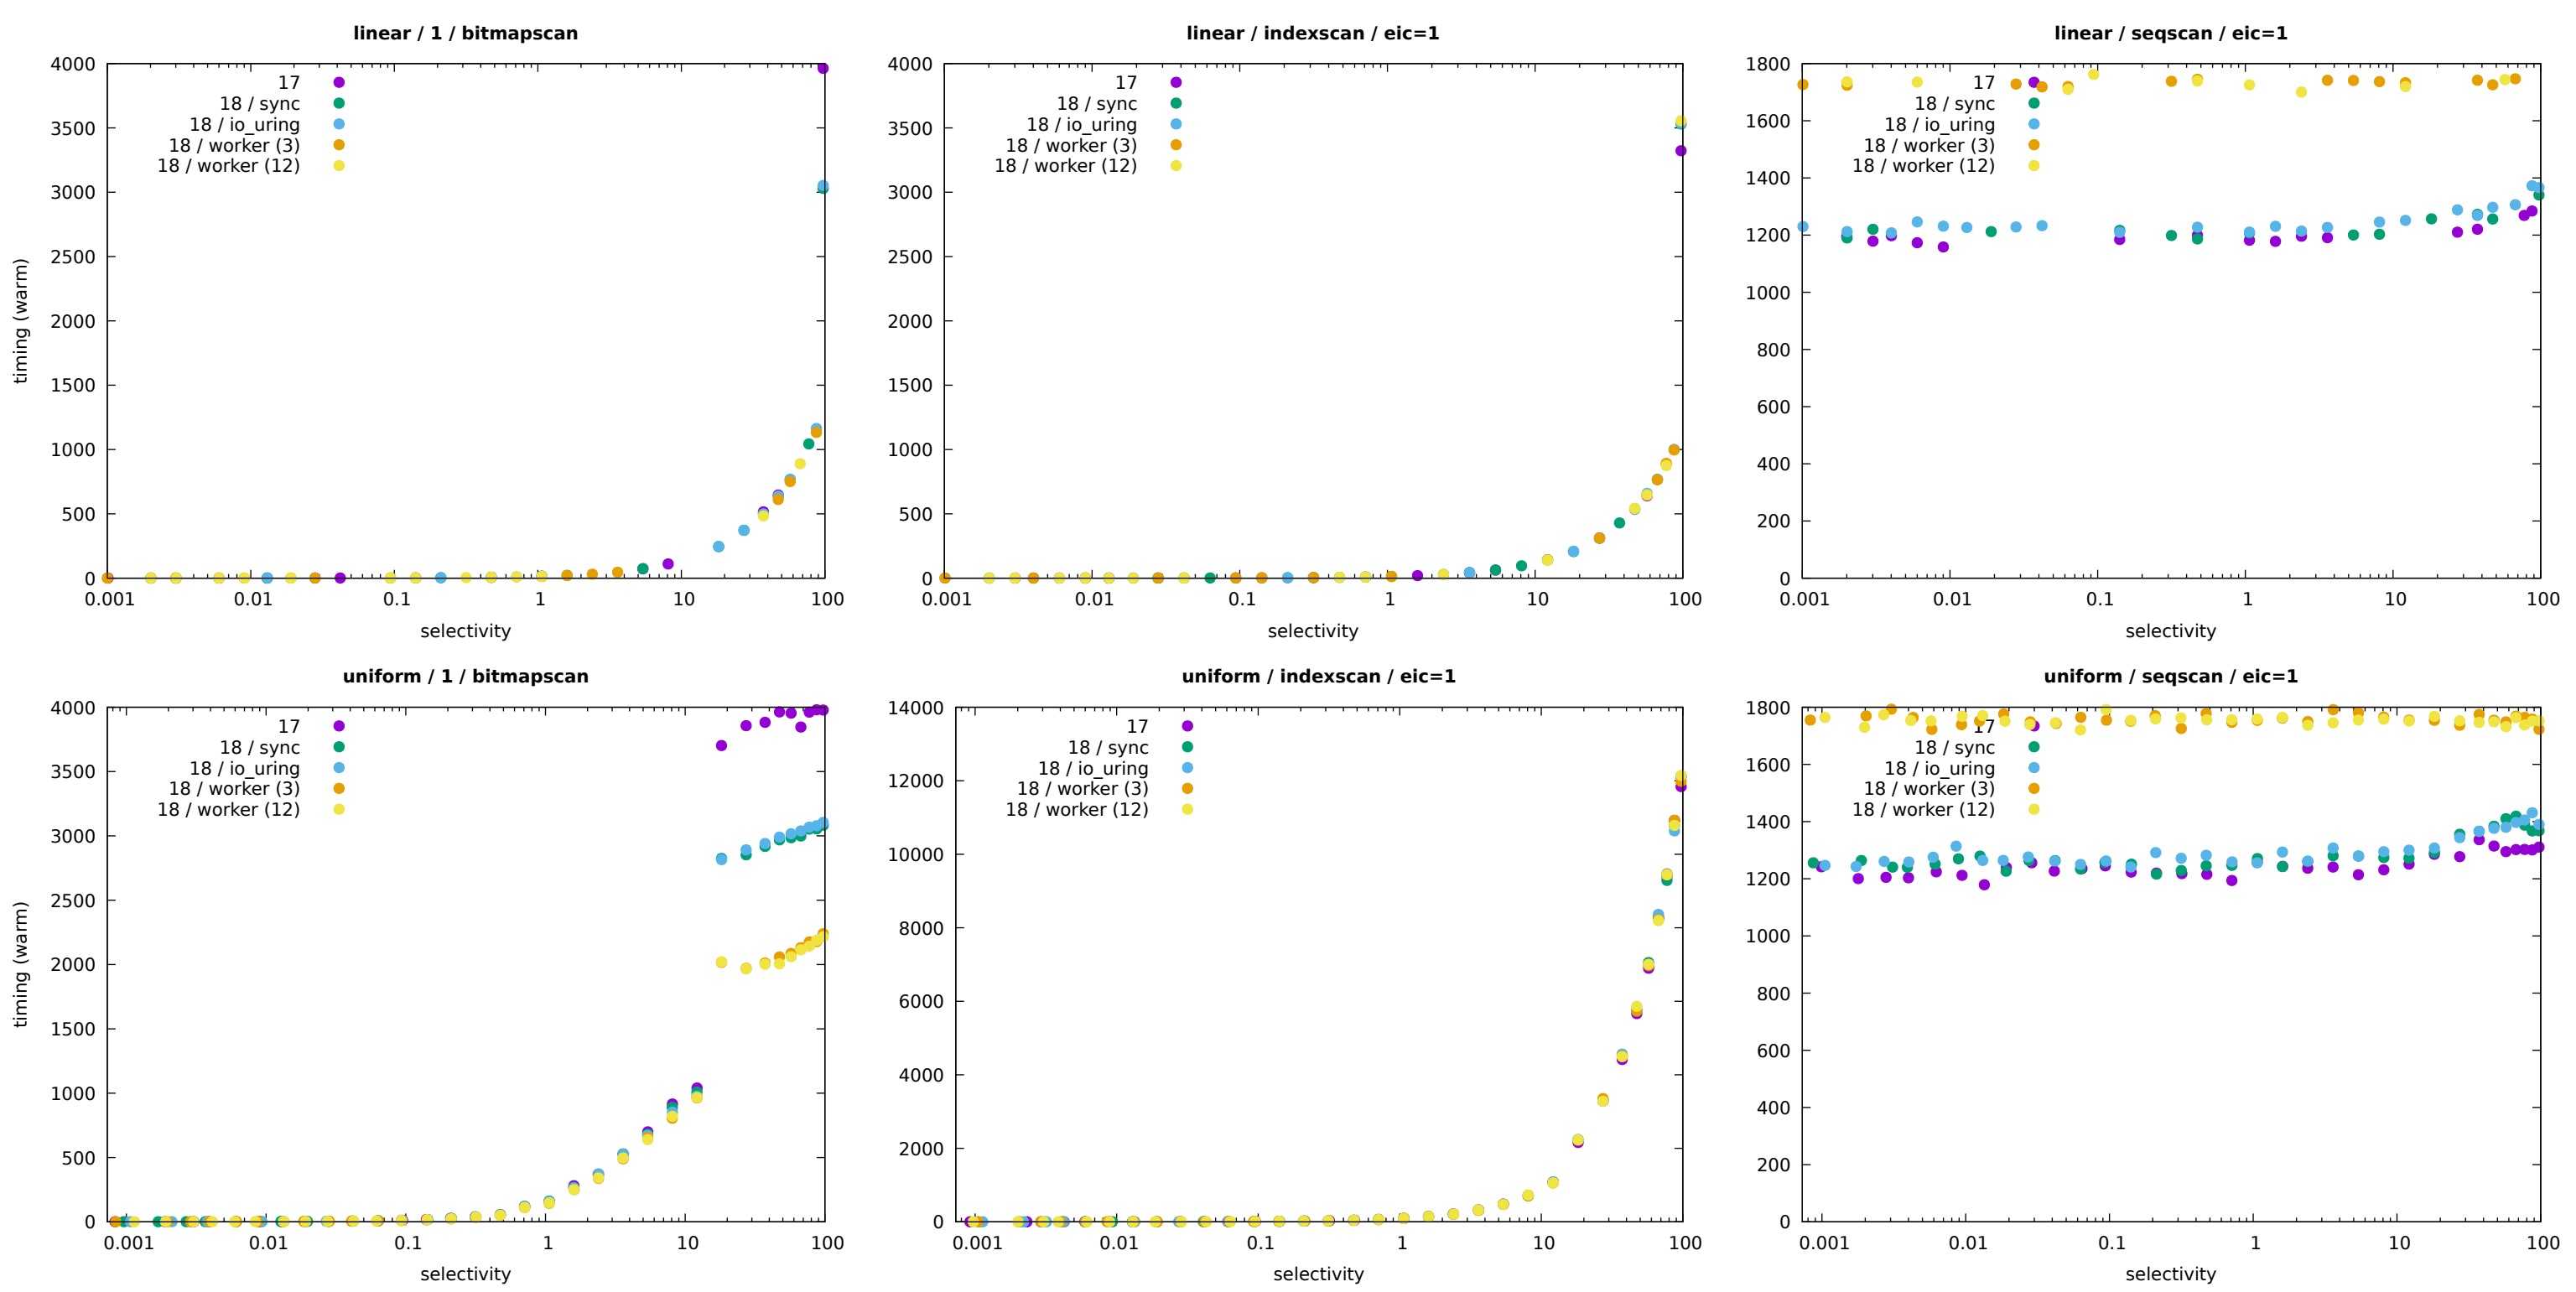 linear / 1 / bitmapscan
timing (warm)
4000
3500
3000
2500
2000
1500
1000
500
0
17
18 / sync
18 / io_uring
18 / worker (3)
18 / worker (12)
0.001 0.01 0.1 1 10 100
selectivity
linear / indexscan / eic=1
4000
3500
3000
2500
2000
1500
1000
500
0
17
18 / sync
18 / io_uring
18 / worker (3)
18 / worker (12)
0.001 0.01 0.1 1 10 100
selectivity
linear / seqscan / eic=1
1800
1600
1400
1200
1000
800
600
400
200
0
17
18 / sync
18 / io_uring
18 / worker (3)
18 / worker (12)
0.001 0.01 0.1 1 10 100
selectivity
uniform / 1 / bitmapscan
timing (warm)
4000
3500
3000
2500
2000
1500
1000
500
0
17
18 / sync
18 / io_uring
18 / worker (3)
18 / worker (12)
0.001 0.01 0.1 1 10 100
selectivity
uniform / indexscan / eic=1
14000
12000
10000
8000
6000
4000
2000
0
17
18 / sync
18 / io_uring
18 / worker (3)
18 / worker (12)
0.001 0.01 0.1 1 10 100
selectivity
uniform / seqscan / eic=1
1800
1600
1400
1200
1000
800
600
400
200
0
17
18 / sync
18 / io_uring
18 / worker (3)
18 / worker (12)
0.001 0.01 0.1 1 10 100
selectivity